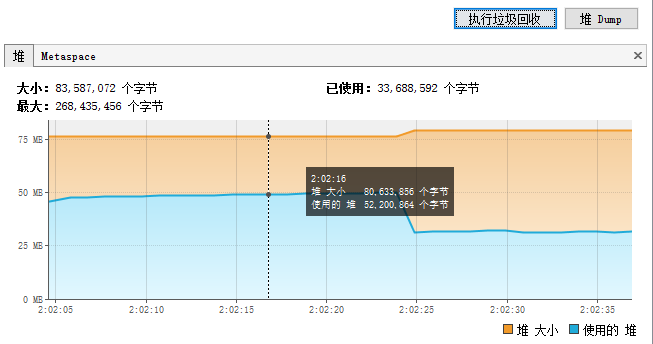 执行垃圾回收 堆 Dump
堆 Metaspace ×
大小: 83,587,072 个字节 已使用: 33,688,592 个字节
最大: 268,435,456 个字节
75 MB
50 MB
25 MB
0 MB
2:02:16
堆 大小 80,633,856 个字节
使用的 堆 52,200,864 个字节
2:02:05 2:02:10 2:02:15 2:02:20 2:02:25 2:02:30 2:02:35
堆 大小 使用的 堆